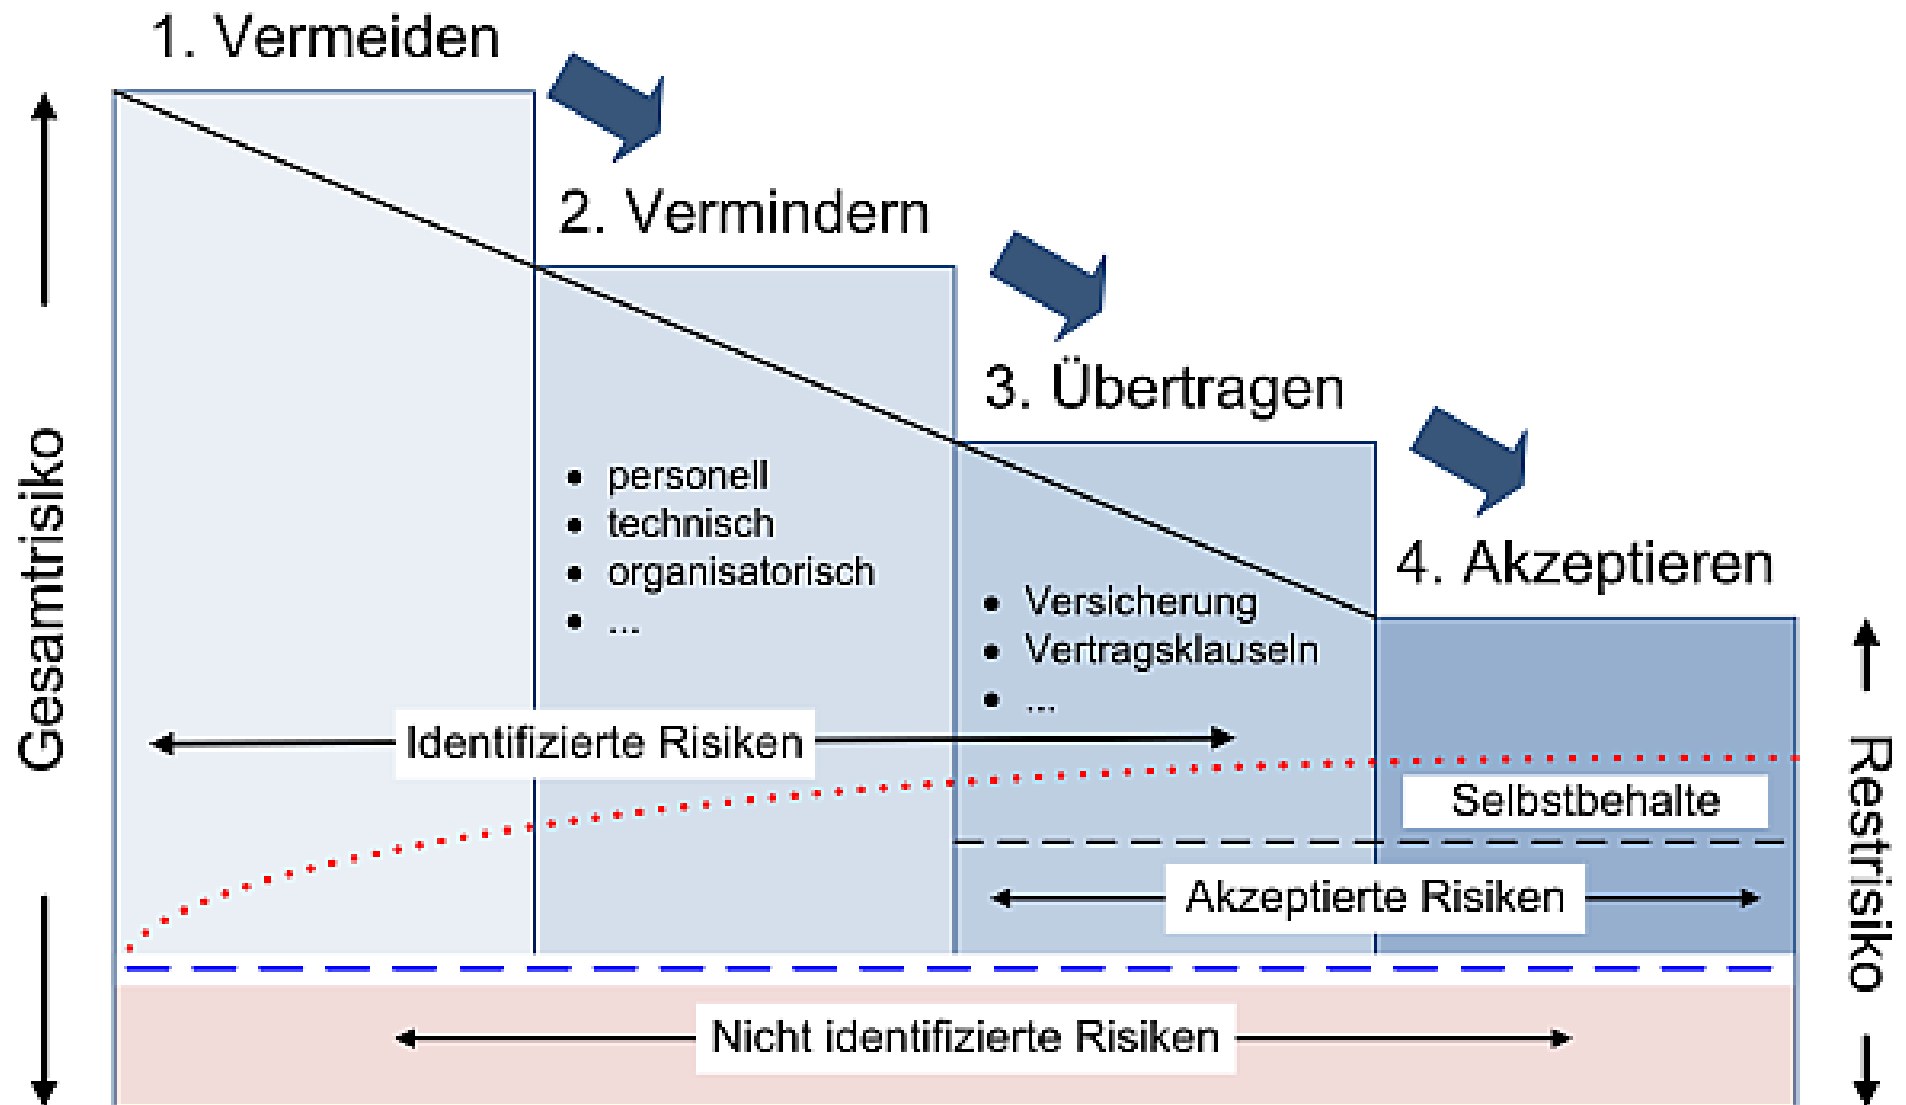 1. Vermeiden
2. Vermindern
3. Übertragen
4. Akzeptieren
Gesamtrisiko
• personell
• technisch
• organisatorisch
• ...
• Versicherung
• Vertragsklauseln
• ...
Identifizierte Risiken
Selbstbehalte
Akzeptierte Risiken
Restrisiko
Nicht identifizierte Risiken